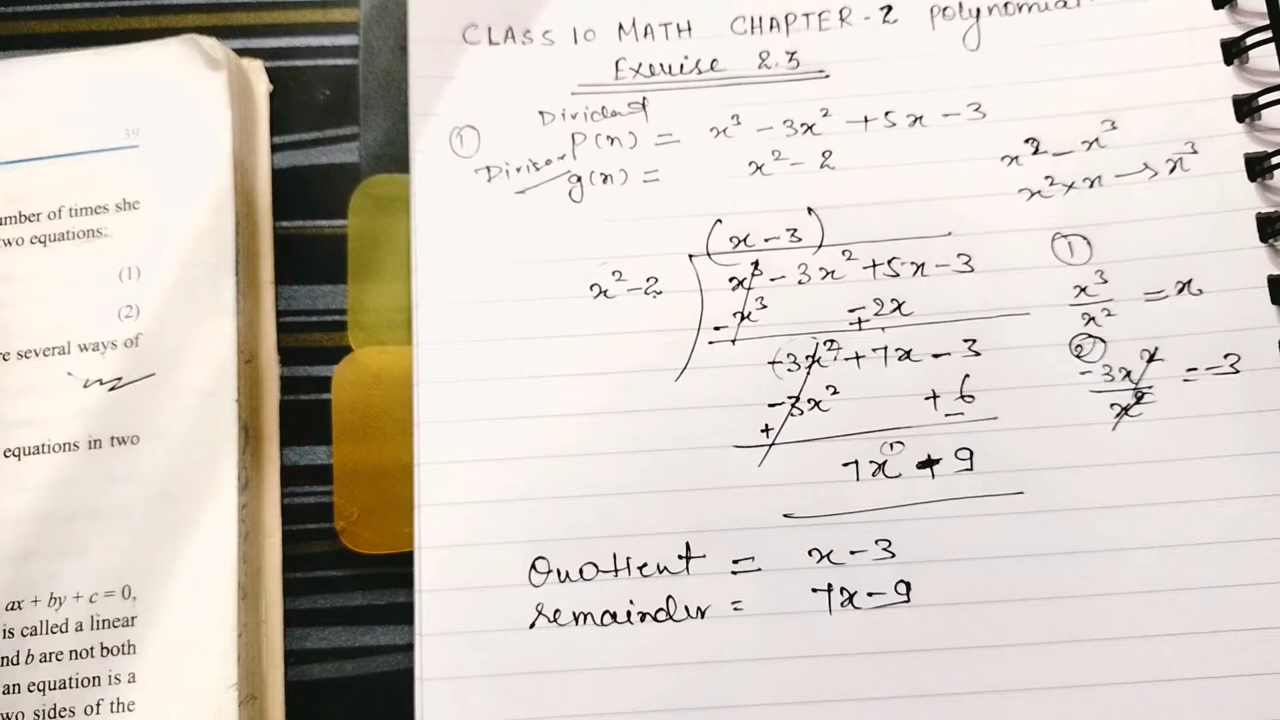 39
umber of times she
wo equations:
(1)
(2)
e several ways of
equations in two
ax + by + c = 0,
is called a linear
nd b are not both
an equation is a
wo sides of the
CLASS 10 MATH CHAPTER-2 Polynomial
Exercise 2.3
① Dividend
P(x) = x³ - 3x² + 5x - 3
Divisor
g(x) = x² - 2
x² - x³
x² × x → x³
(x - 3)
x² - 2 x³ - 3x² + 5x - 3
- x³ - 2x
+
-3x² + 7x - 3
-3x² + 6
+ -
7x - 9
①
x³/x² = x
②
-3x²/x² = -3
Quotient = x - 3
remainder = 7x - 9